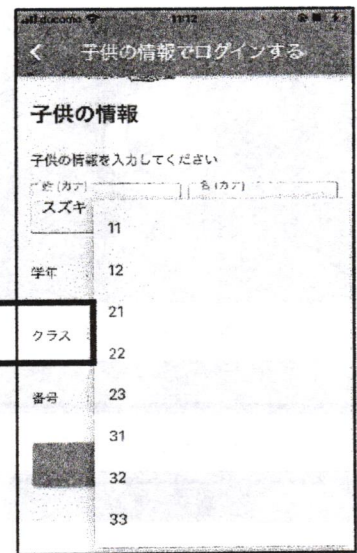 docomo 11:12
子供の情報でログインする
子供の情報
子供の情報を入力してください
姓 (カナ) 名 (カナ)
スズキ
11
学年 12
21
クラス
22
番号 23
31
32
33